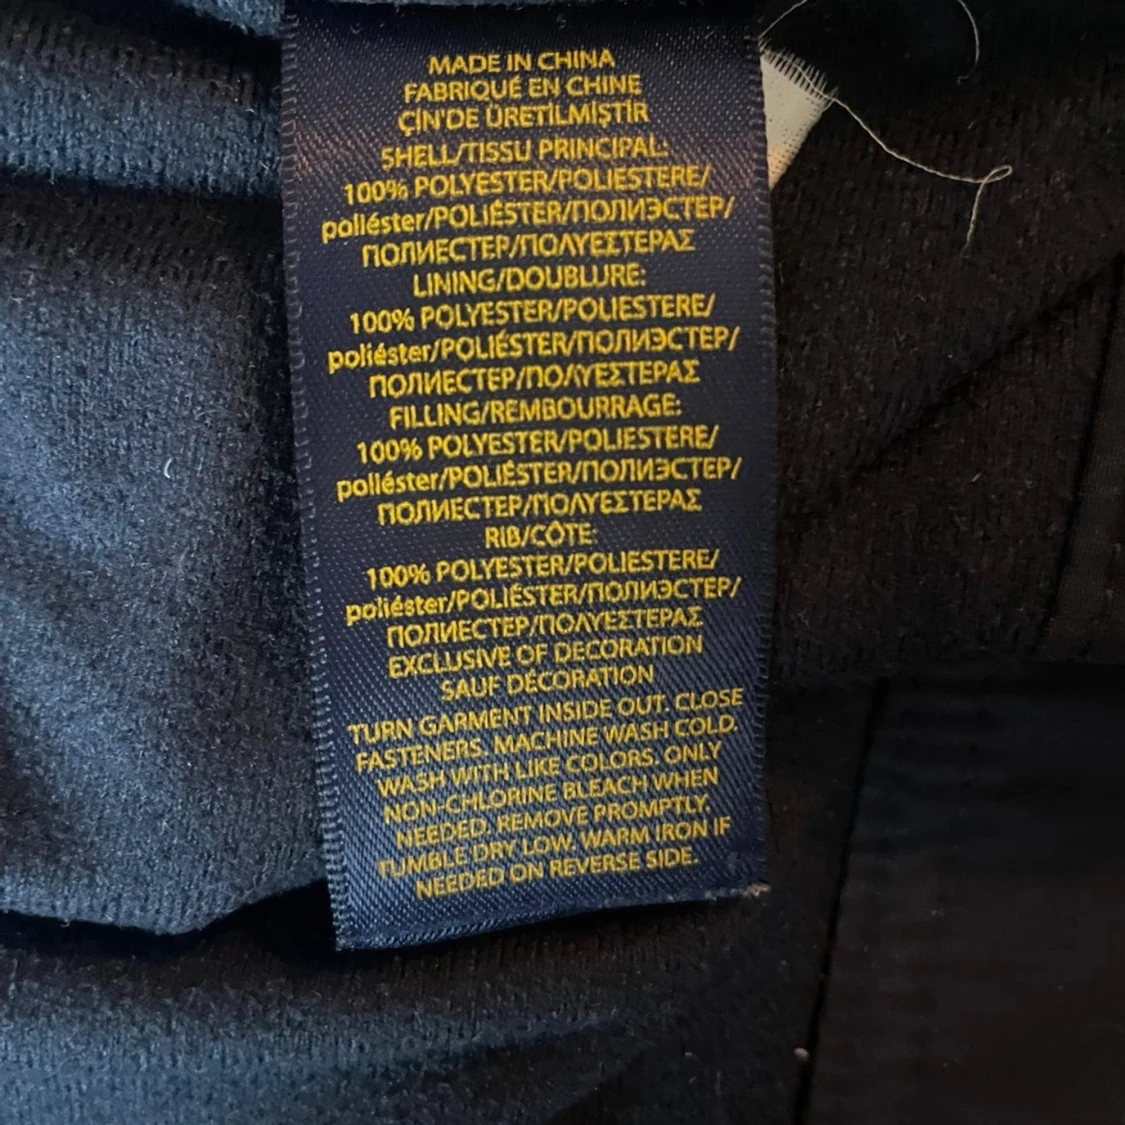 MADE IN CHINA
FABRIQUÉ EN CHINE
ÇİN'DE ÜRETİLMİŞTİR
SHELL/TISSU PRINCIPAL:
100% POLYESTER/POLIESTERE/
poliéster/POLIÉSTER/ПОЛИЭСТЕР/
ПОЛИЕСТЕР/ΠΟΛΥΕΣΤΕΡΑΣ
LINING/DOUBLURE:
100% POLYESTER/POLIESTERE/
poliéster/POLIÉSTER/ПОЛИЭСТЕР/
ПОЛИЕСТЕР/ΠΟΛΥΕΣΤΕΡΑΣ
FILLING/REMBOURRAGE:
100% POLYESTER/POLIESTERE/
poliéster/POLIÉSTER/ПОЛИЭСТЕР/
ПОЛИЕСТЕР/ΠΟΛΥΕΣΤΕΡΑΣ
RIB/CÔTE:
100% POLYESTER/POLIESTERE/
poliéster/POLIÉSTER/ПОЛИЭСТЕР/
ПОЛИЕСТЕР/ΠΟΛΥΕΣΤΕΡΑΣ
EXCLUSIVE OF DECORATION
SAUF DÉCORATION
TURN GARMENT INSIDE OUT. CLOSE
FASTENERS. MACHINE WASH COLD.
WASH WITH LIKE COLORS. ONLY
NON-CHLORINE BLEACH WHEN
NEEDED. REMOVE PROMPTLY.
TUMBLE DRY LOW. WARM IRON IF
NEEDED ON REVERSE SIDE.